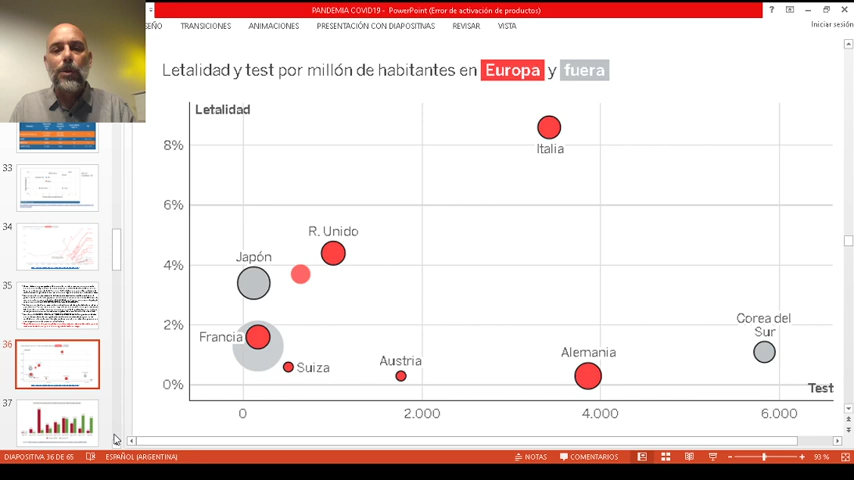 PANDEMIA COVID19 - PowerPoint (Error de activación de productos)
SEÑO TRANSICIONES ANIMACIONES PRESENTACIÓN CON DIAPOSITIVAS REVISAR VISTA
Iniciar sesión
Letalidad y test por millón de habitantes en Europa y fuera
Letalidad
8%
Italia
6%
R. Unido
Japón
4%
2%
Francia
Corea del
Sur
Suiza
Austria
Alemania
0%
Test
0 2.000 4.000 6.000
33
34
35
36
37
DIAPOSITIVA 36 DE 65 ESPAÑOL (ARGENTINA) NOTAS COMENTARIOS 93 %